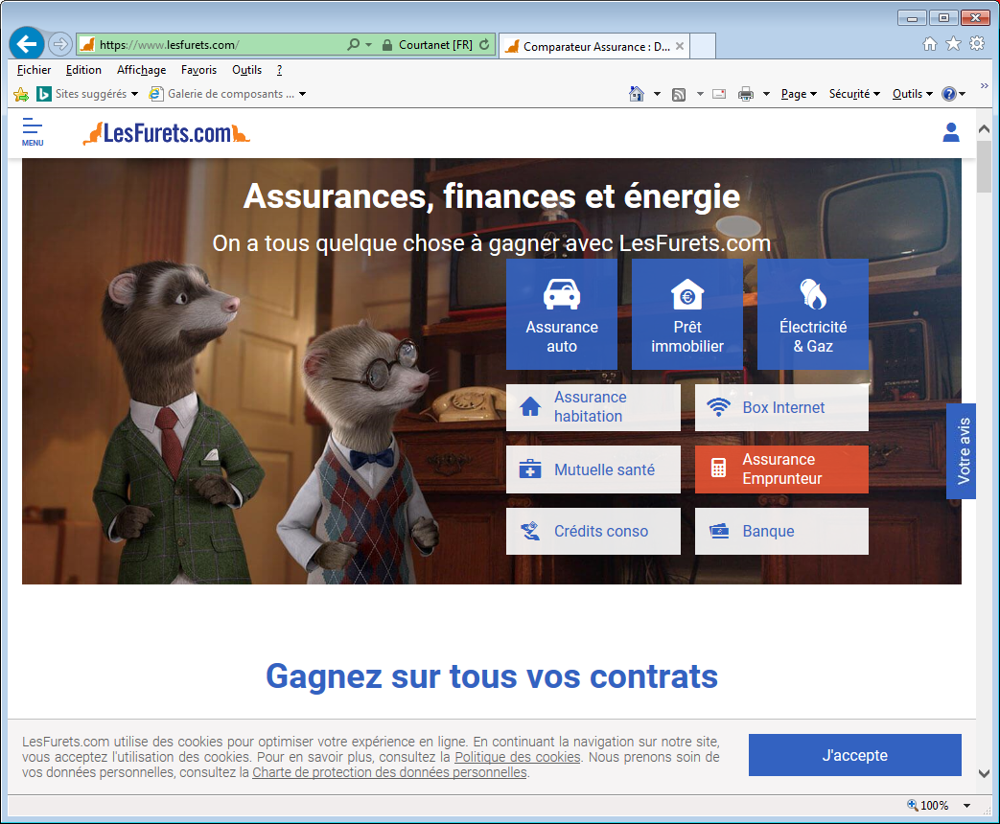 https://www.lesfurets.com/
Courtanet [FR]
Comparateur Assurance : D...
Fichier Edition Affichage Favoris Outils ?
Sites suggérés
Galerie de composants ...
Page Sécurité Outils
MENU
LesFurets.com
Assurances, finances et énergie
On a tous quelque chose à gagner avec LesFurets.com
Assurance
auto
Prêt
immobilier
Électricité
& Gaz
Assurance
habitation
Box Internet
Mutuelle santé
Assurance
Emprunteur
Crédits conso
Banque
Votre avis
Gagnez sur tous vos contrats
LesFurets.com utilise des cookies pour optimiser votre expérience en ligne. En continuant la navigation sur notre site,
vous acceptez l'utilisation des cookies. Pour en savoir plus, consultez la Politique des cookies. Nous prenons soin de
vos données personnelles, consultez la Charte de protection des données personnelles.
J'accepte
100%